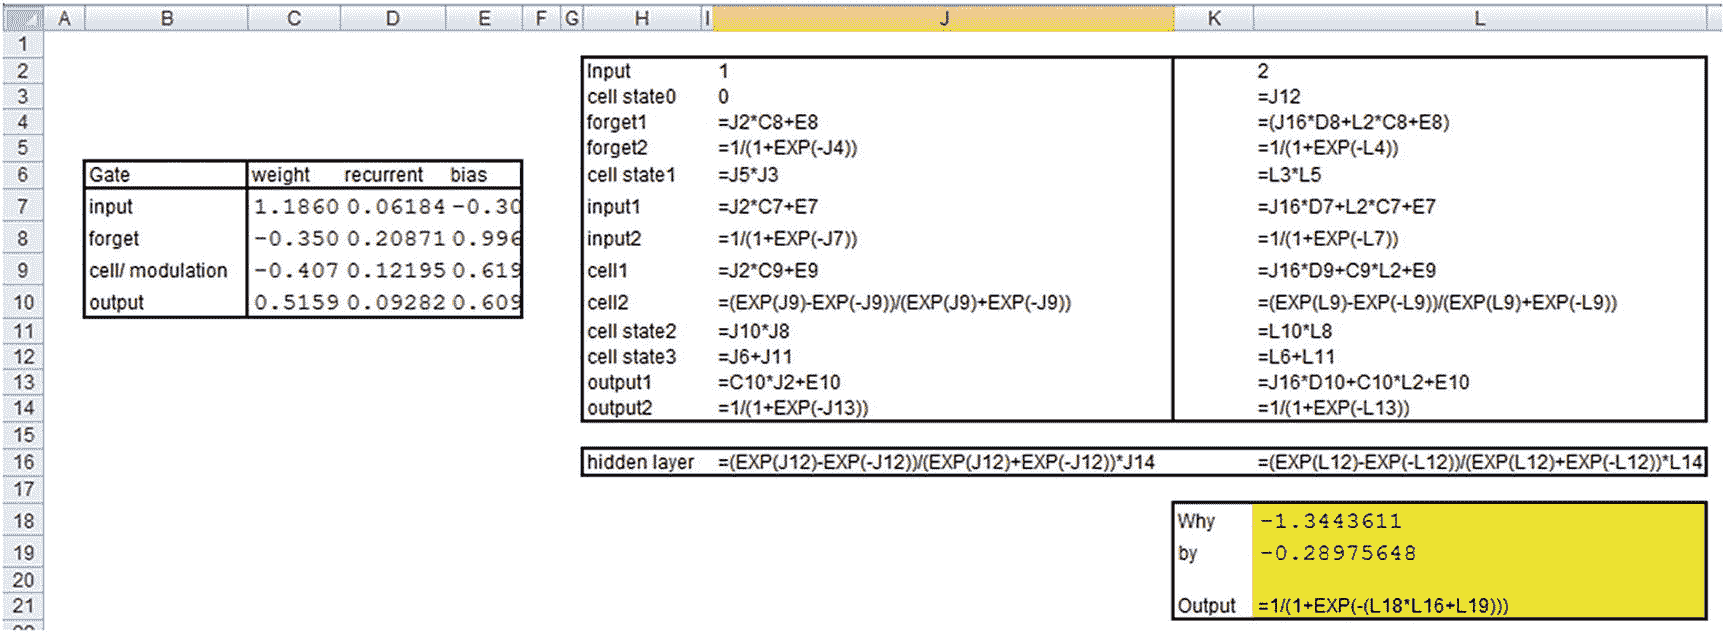 A B C D E F G H I J K L
1
2 Input 1 2
3 cell state0 0 =J12
4 forget1 =J2*C8+E8 =(J16*D8+L2*C8+E8)
5 forget2 =1/(1+EXP(-J4)) =1/(1+EXP(-L4))
6 Gate weight recurrent bias cell state1 =J5*J3 =L3*L5
7 input 1.1860 0.06184 -0.30 input1 =J2*C7+E7 =J16*D7+L2*C7+E7
8 forget -0.350 0.20871 0.996 input2 =1/(1+EXP(-J7)) =1/(1+EXP(-L7))
9 cell/ modulation -0.407 0.12195 0.619 cell1 =J2*C9+E9 =J16*D9+C9*L2+E9
10 output 0.5159 0.09282 0.609 cell2 =(EXP(J9)-EXP(-J9))/(EXP(J9)+EXP(-J9)) =(EXP(L9)-EXP(-L9))/(EXP(L9)+EXP(-L9))
11 cell state2 =J10*J8 =L10*L8
12 cell state3 =J6+J11 =L6+L11
13 output1 =C10*J2+E10 =J16*D10+C10*L2+E10
14 output2 =1/(1+EXP(-J13)) =1/(1+EXP(-L13))
15
16 hidden layer =(EXP(J12)-EXP(-J12))/(EXP(J12)+EXP(-J12))*J14 =(EXP(L12)-EXP(-L12))/(EXP(L12)+EXP(-L12))*L14
17
18 Why -1.3443611
19 by -0.28975648
20
21 Output =1/(1+EXP(-(L18*L16+L19)))